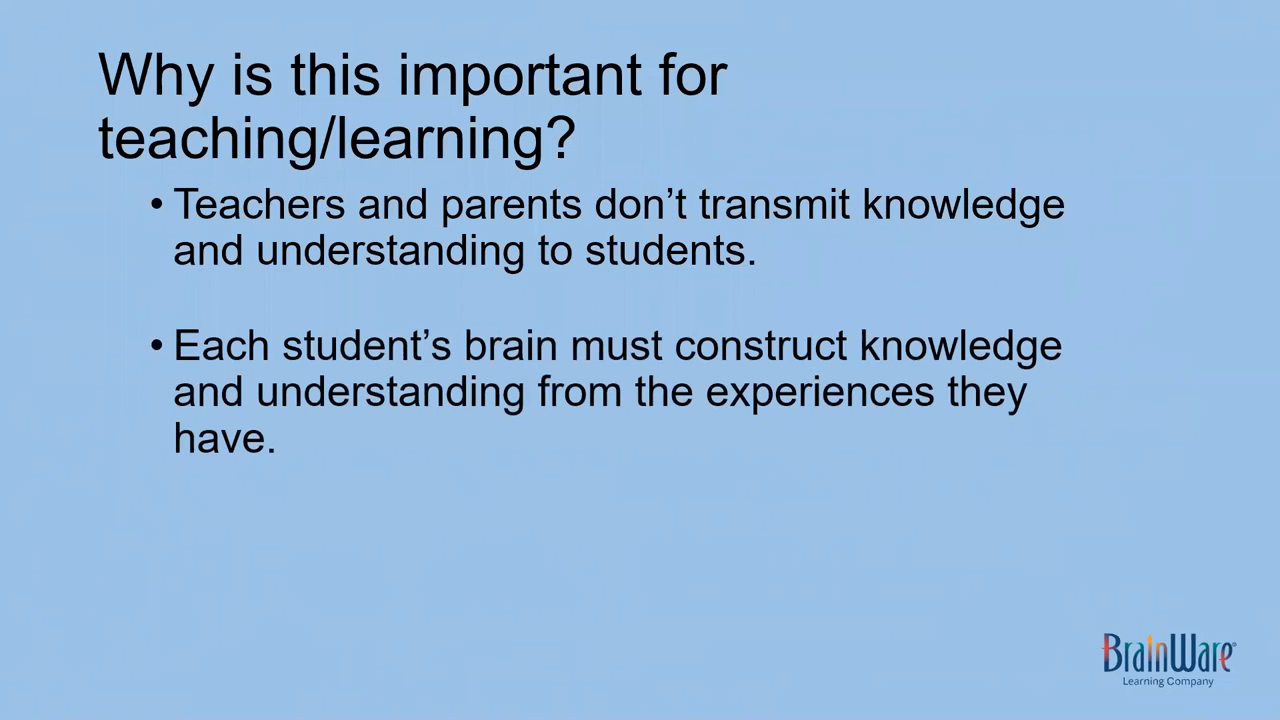 Why is this important for
teaching/learning?
• Teachers and parents don’t transmit knowledge
and understanding to students.
• Each student’s brain must construct knowledge
and understanding from the experiences they
have.
BrainWare®
Learning Company